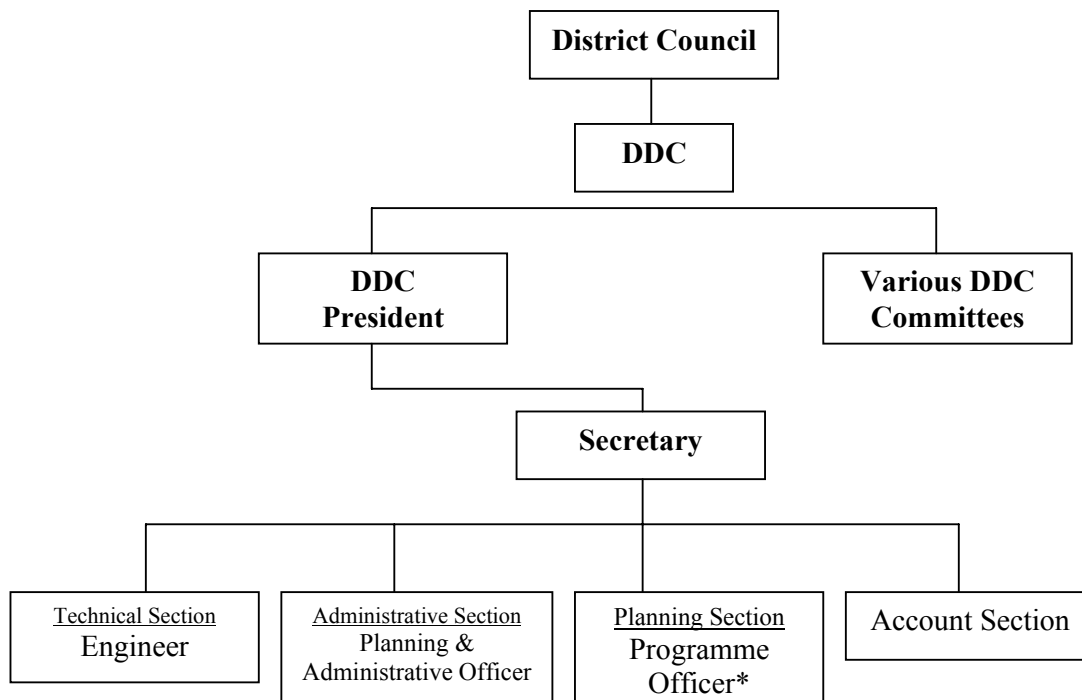 District Council
DDC
DDC
President
Various DDC
Committees
Secretary
Technical Section
Engineer
Administrative Section
Planning &
Administrative Officer
Planning Section
Programme
Officer*
Account Section